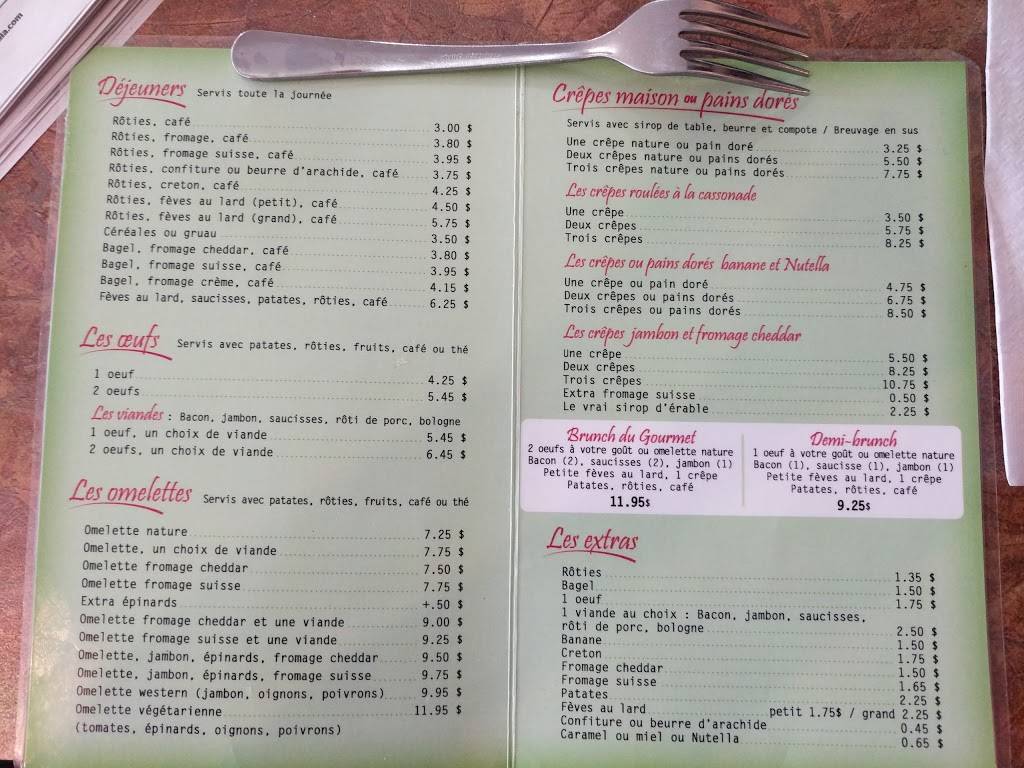 Déjeuners Servis toute la journée
Rôties, café 3.00 $
Rôties, fromage, café 3.80 $
Rôties, fromage suisse, café 3.95 $
Rôties, confiture ou beurre d'arachide, café 3.75 $
Rôties, creton, café 4.25 $
Rôties, fèves au lard (petit), café 4.50 $
Rôties, fèves au lard (grand), café 5.75 $
Céréales ou gruau 3.50 $
Bagel, fromage cheddar, café 3.80 $
Bagel, fromage suisse, café 3.95 $
Bagel, fromage crème, café 4.15 $
Fèves au lard, saucisses, patates, rôties, café 6.25 $
Les œufs Servis avec patates, rôties, fruits, café ou thé
1 oeuf 4.25 $
2 oeufs 5.45 $
Les viandes : Bacon, jambon, saucisses, rôti de porc, bologne
1 oeuf, un choix de viande 5.45 $
2 oeufs, un choix de viande 6.45 $
Les omelettes Servis avec patates, rôties, fruits, café ou thé
Omelette nature 7.25 $
Omelette, un choix de viande 7.75 $
Omelette fromage cheddar 7.50 $
Omelette fromage suisse 7.75 $
Extra épinards +.50 $
Omelette fromage cheddar et une viande 9.00 $
Omelette fromage suisse et une viande 9.25 $
Omelette, jambon, épinards, fromage cheddar 9.50 $
Omelette, jambon, épinards, fromage suisse 9.75 $
Omelette western (jambon, oignons, poivrons) 9.95 $
Omelette végétarienne 11.95 $
(tomates, épinards, oignons, poivrons)
Crêpes maison ou pains dorés
Servis avec sirop de table, beurre et compote / Breuvage en sus
Une crêpe nature ou pain doré 3.25 $
Deux crêpes nature ou pains dorés 5.50 $
Trois crêpes nature ou pains dorés 7.75 $
Les crêpes roulées à la cassonade
Une crêpe 3.50 $
Deux crêpes 5.75 $
Trois crêpes 8.25 $
Les crêpes ou pains dorés banane et Nutella
Une crêpe ou pain doré 4.75 $
Deux crêpes ou pains dorés 6.75 $
Trois crêpes ou pains dorés 8.50 $
Les crêpes jambon et fromage cheddar
Une crêpe 5.50 $
Deux crêpes 8.25 $
Trois crêpes 10.75 $
Extra fromage suisse 0.50 $
Le vrai sirop d'érable 2.25 $
Brunch du Gourmet
2 oeufs à votre goût ou omelette nature
Bacon (2), saucisses (2), jambon (1)
Petite fèves au lard, 1 crêpe
Patates, rôties, café
11.95$
Demi-brunch
1 oeuf à votre goût ou omelette nature
Bacon (1), saucisse (1), jambon (1)
Petite fèves au lard, 1 crêpe
Patates, rôties, café
9.25$
Les extras
Rôties 1.35 $
Bagel 1.50 $
1 oeuf 1.75 $
1 viande au choix : Bacon, jambon, saucisses,
rôti de porc, bologne 2.50 $
Banane 1.50 $
Creton 1.75 $
Fromage cheddar 1.50 $
Fromage suisse 1.65 $
Patates 2.25 $
Fèves au lard petit 1.75$ / grand 2.25 $
Confiture ou beurre d'arachide 0.45 $
Caramel ou miel ou Nutella 0.65 $